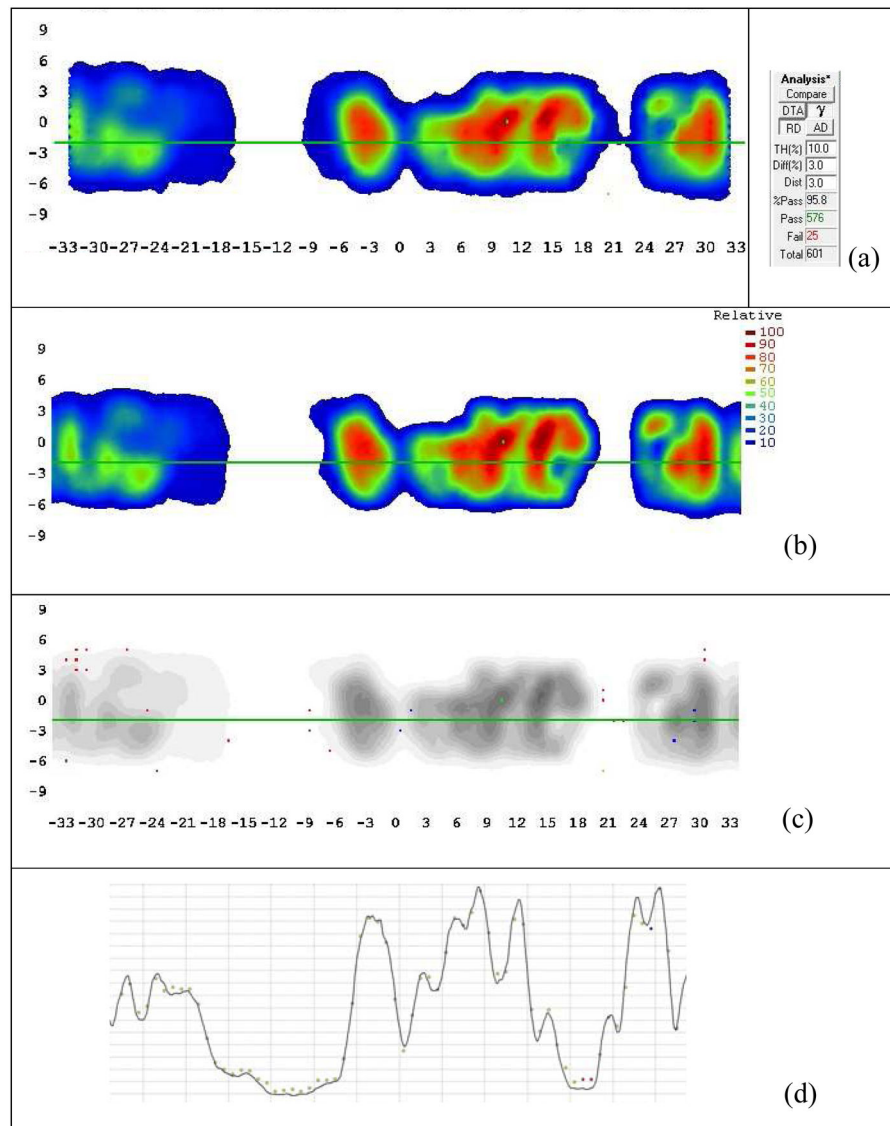 9
6
3
0
-3
-6
-9
-33 -30 -27 -24 -21 -18 -15 -12 -9 -6 -3 0 3 6 9 12 15 18 21 24 27 30 33
Analysis*
Compare
DTA γ
RD AD
TH(%) 10.0
Diff(%) 3.0
Dist 3.0
%Pass 95.8
Pass 576
Fail 25
Total 601
(a)
Relative
100
90
80
70
60
50
40
30
20
10
9
6
3
0
-3
-6
-9
(b)
9
6
3
0
-3
-6
-9
-33 -30 -27 -24 -21 -18 -15 -12 -9 -6 -3 0 3 6 9 12 15 18 21 24 27 30 33
(c)
(d)